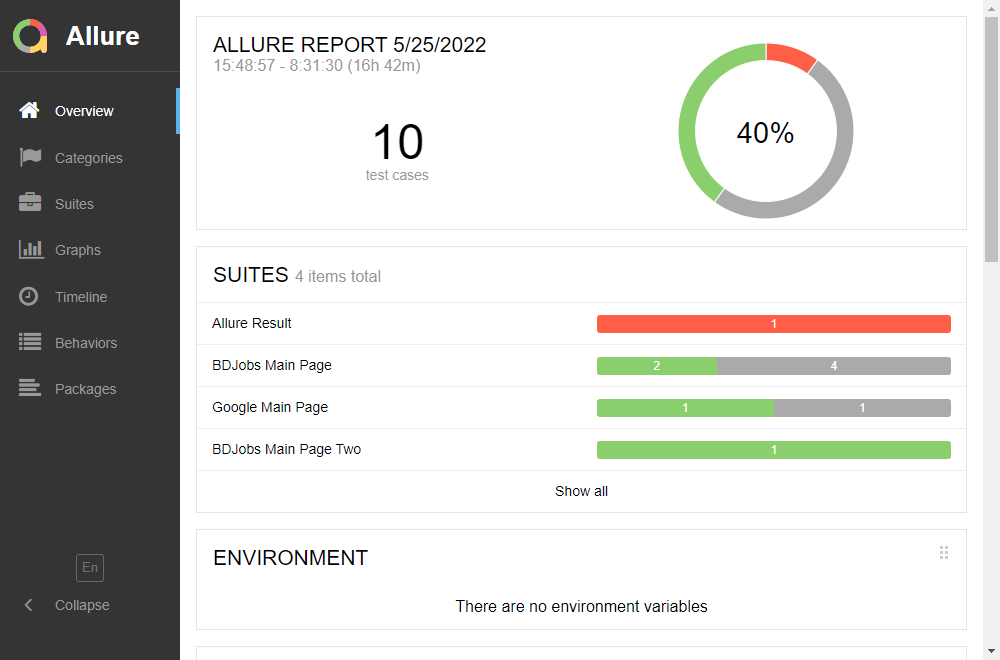 Allure
Overview
Categories
Suites
Graphs
Timeline
Behaviors
Packages
En
Collapse
ALLURE REPORT 5/25/2022
15:48:57 - 8:31:30 (16h 42m)
10
test cases
40%
SUITES 4 items total
Allure Result 1
BDJobs Main Page 2 4
Google Main Page 1 1
BDJobs Main Page Two 1
Show all
ENVIRONMENT
There are no environment variables